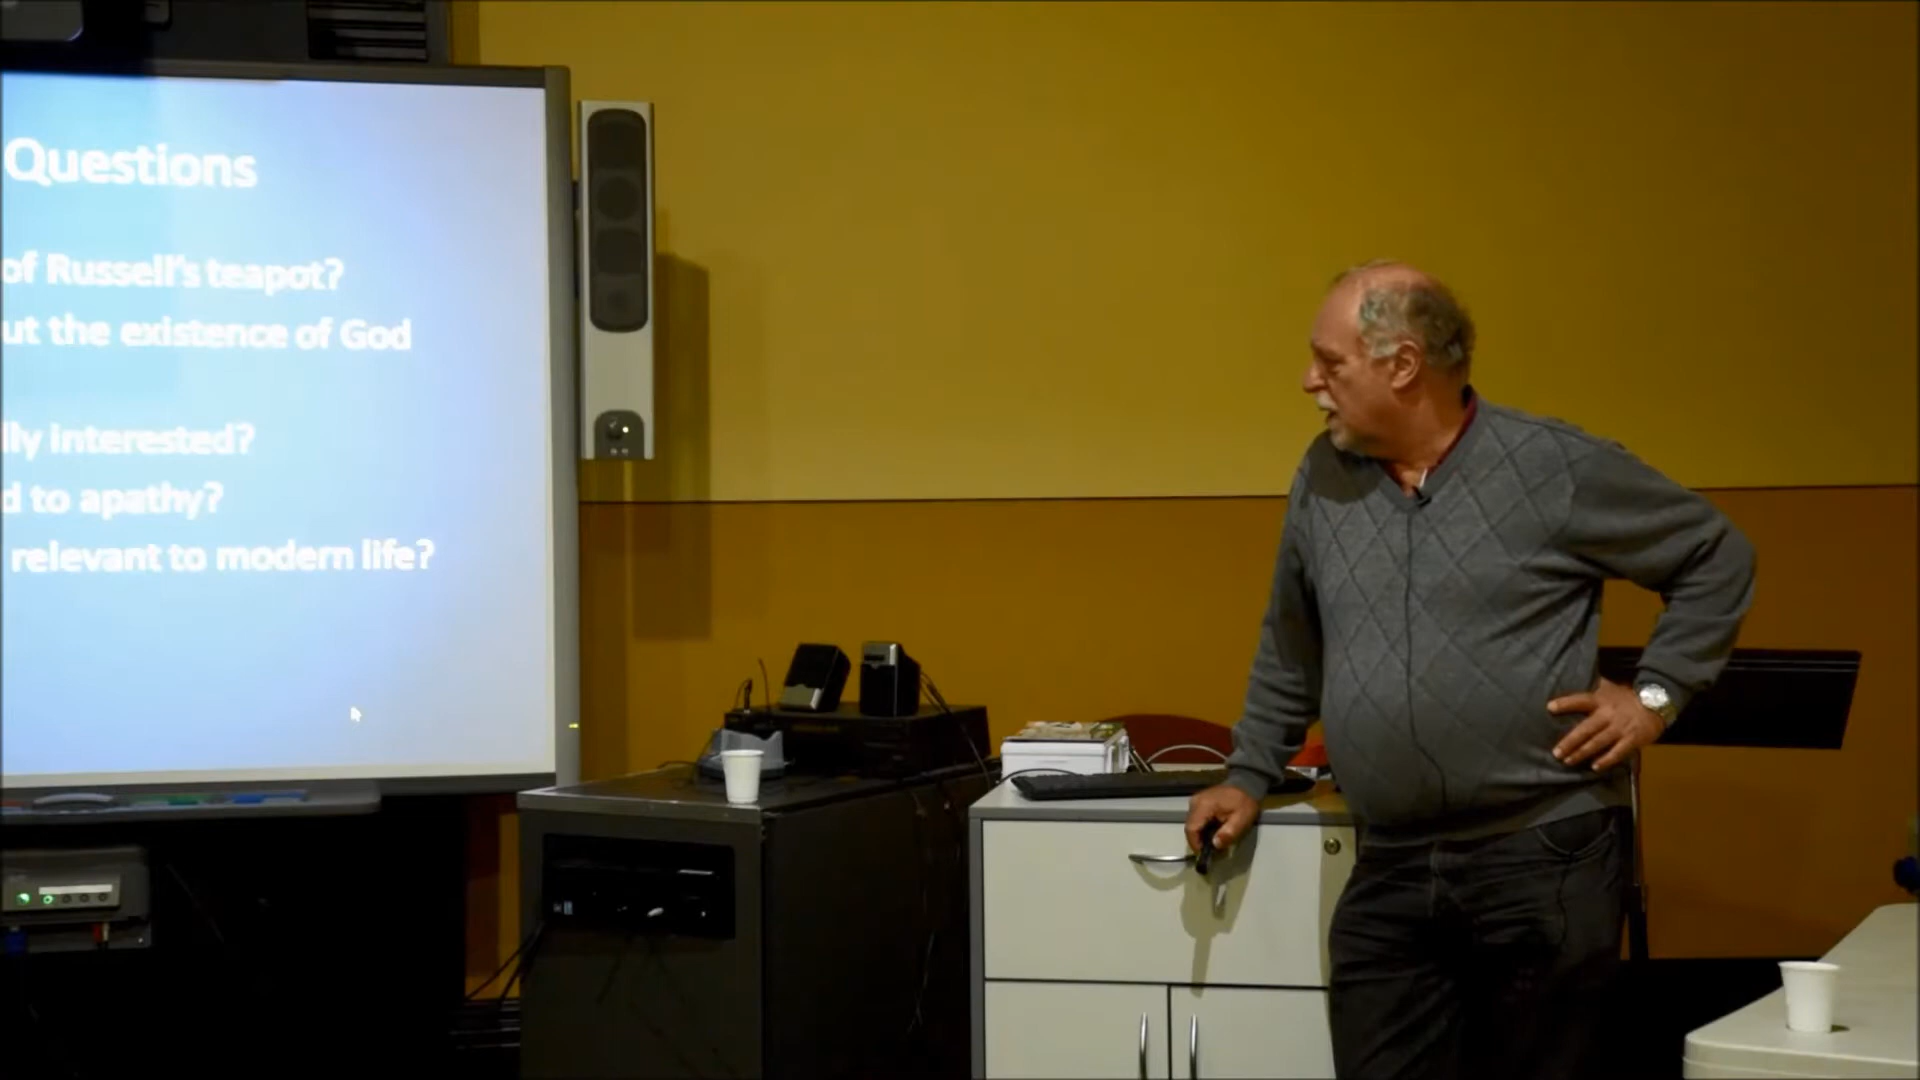 Questions
of Russell's teapot?
ut the existence of God
lly interested?
d to apathy?
relevant to modern life?